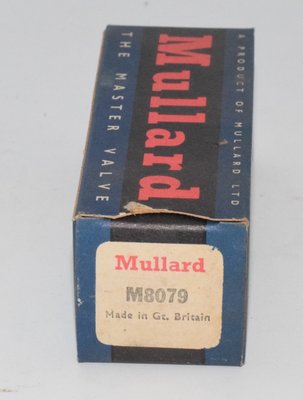 A PRODUCT OF MULLARD LTD
Mullard
THE MASTER VALVE
Mullard
M8079
Made in Gt. Britain